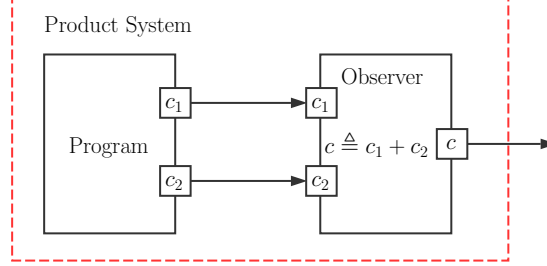 Product System
Observer
c₁
c₁
Program
c ≜ c₁ + c₂
c
c₂
c₂